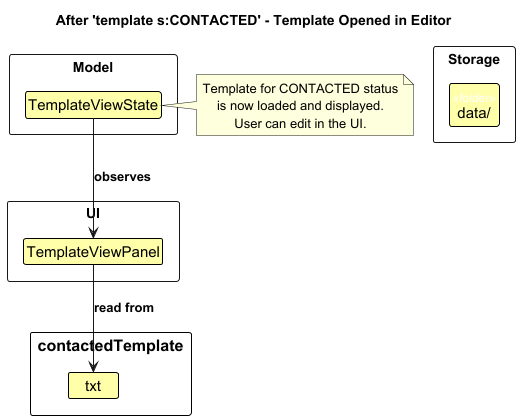 After 'template s:CONTACTED' - Template Opened in Editor
Model
TemplateViewState
Template for CONTACTED status
is now loaded and displayed.
User can edit in the UI.
Storage
data/
observes
UI
TemplateViewPanel
read from
contactedTemplate
txt